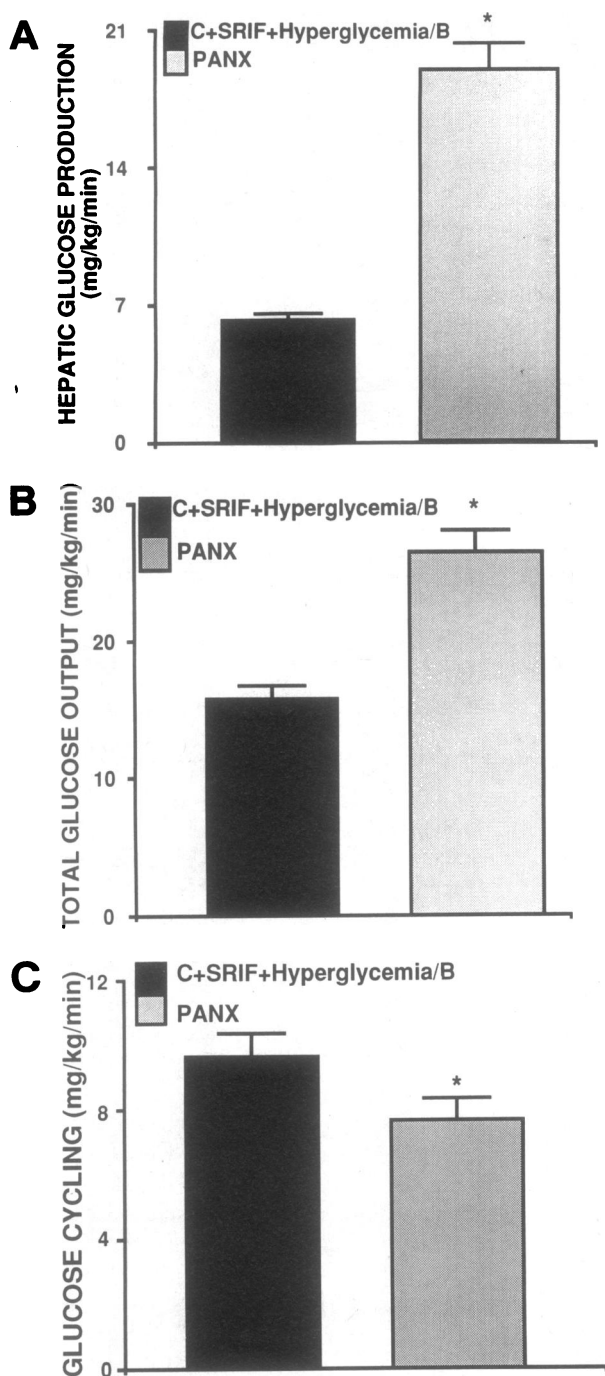 A
HEPATIC GLUCOSE PRODUCTION
(mg/kg/min)
21
14
7
0
C+SRIF+Hyperglycemia/B
PANX
*
B
TOTAL GLUCOSE OUTPUT (mg/kg/min)
30
20
10
0
C+SRIF+Hyperglycemia/B
PANX
*
C
GLUCOSE CYCLING (mg/kg/min)
12
8
4
0
C+SRIF+Hyperglycemia/B
PANX
*